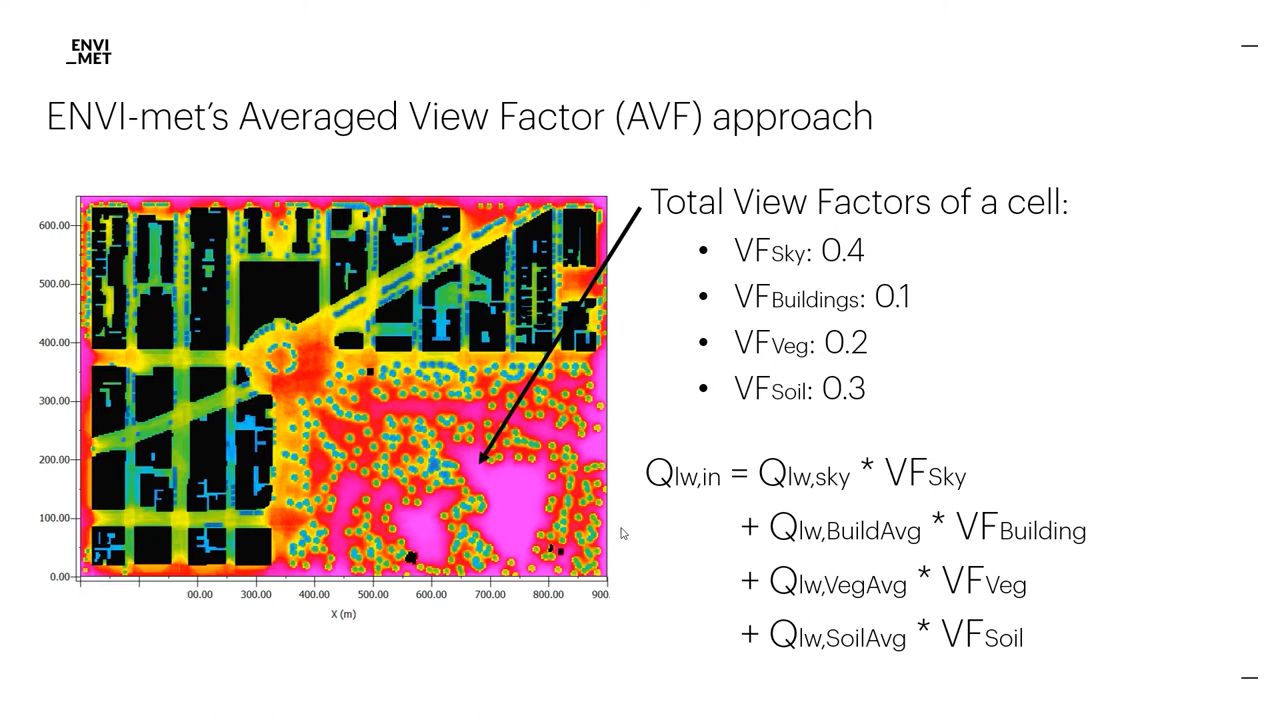 ENVI
_MET
ENVI-met's Averaged View Factor (AVF) approach
Total View Factors of a cell:
• VFSky: 0.4
• VFBuildings: 0.1
• VFVeg: 0.2
• VFSoil: 0.3
Qlw,in = Qlw,sky * VFSky
+ Qlw,BuildAvg * VFBuilding
+ Qlw,VegAvg * VFVeg
+ Qlw,SoilAvg * VFSoil
600.00
500.00
400.00
300.00
200.00
100.00
0.00
00.00 300.00 400.00 500.00 600.00 700.00 800.00 900.
X (m)